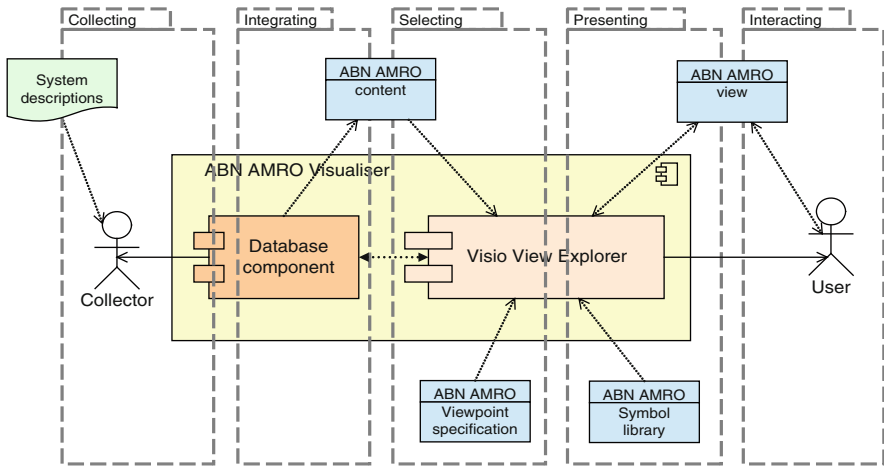 Collecting
Integrating
Selecting
Presenting
Interacting
System
descriptions
ABN AMRO
content
ABN AMRO
view
ABN AMRO Visualiser
Database
component
Visio View Explorer
Collector
User
ABN AMRO
Viewpoint
specification
ABN AMRO
Symbol
library